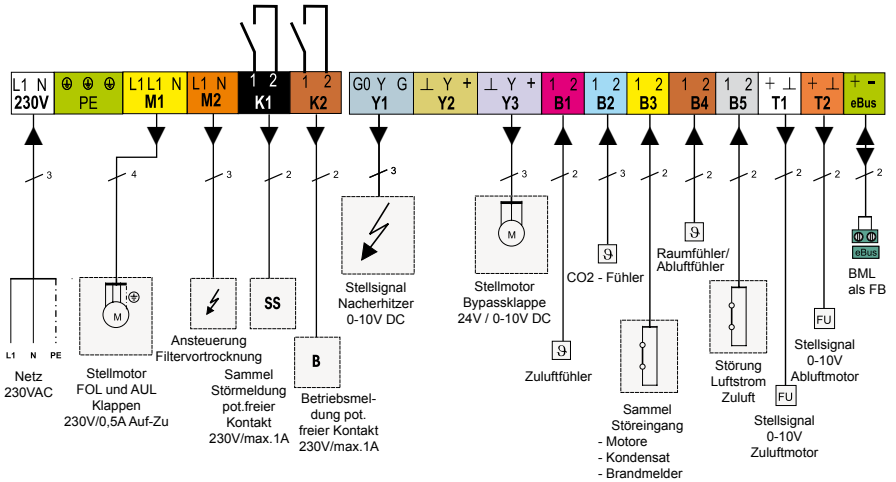 L1 N
230V
PE
L1 L1 N
M1
L1 N
M2
1 2
K1
1 2
K2
G0 Y G
Y1
⊥ Y +
Y2
⊥ Y +
Y3
1 2
B1
1 2
B2
1 2
B3
1 2
B4
1 2
B5
+ ⊥
T1
+ ⊥
T2
+ -
eBus
3
4
3
2
2
3
3
2
3
2
2
2
2
2
2
L1 N PE
Netz
230VAC
M
Stellmotor
FOL und AUL
Klappen
230V/0,5A Auf-Zu
Ansteuerung
Filtervortrocknung
SS
Sammel
Störmeldung
pot.freier
Kontakt
230V/max.1A
B
Betriebsmel-
dung pot.
freier Kontakt
230V/max.1A
Stellsignal
Nacherhitzer
0-10V DC
M
Stellmotor
Bypassklappe
24V / 0-10V DC
ϑ
Zuluftfühler
ϑ
CO2 - Fühler
Sammel
Störeingang
- Motore
- Kondensat
- Brandmelder
ϑ
Raumfühler/
Abluftfühler
Störung
Luftstrom
Zuluft
FU
Stellsignal
0-10V
Zuluftmotor
FU
Stellsignal
0-10V
Abluftmotor
eBus
BML
als FB